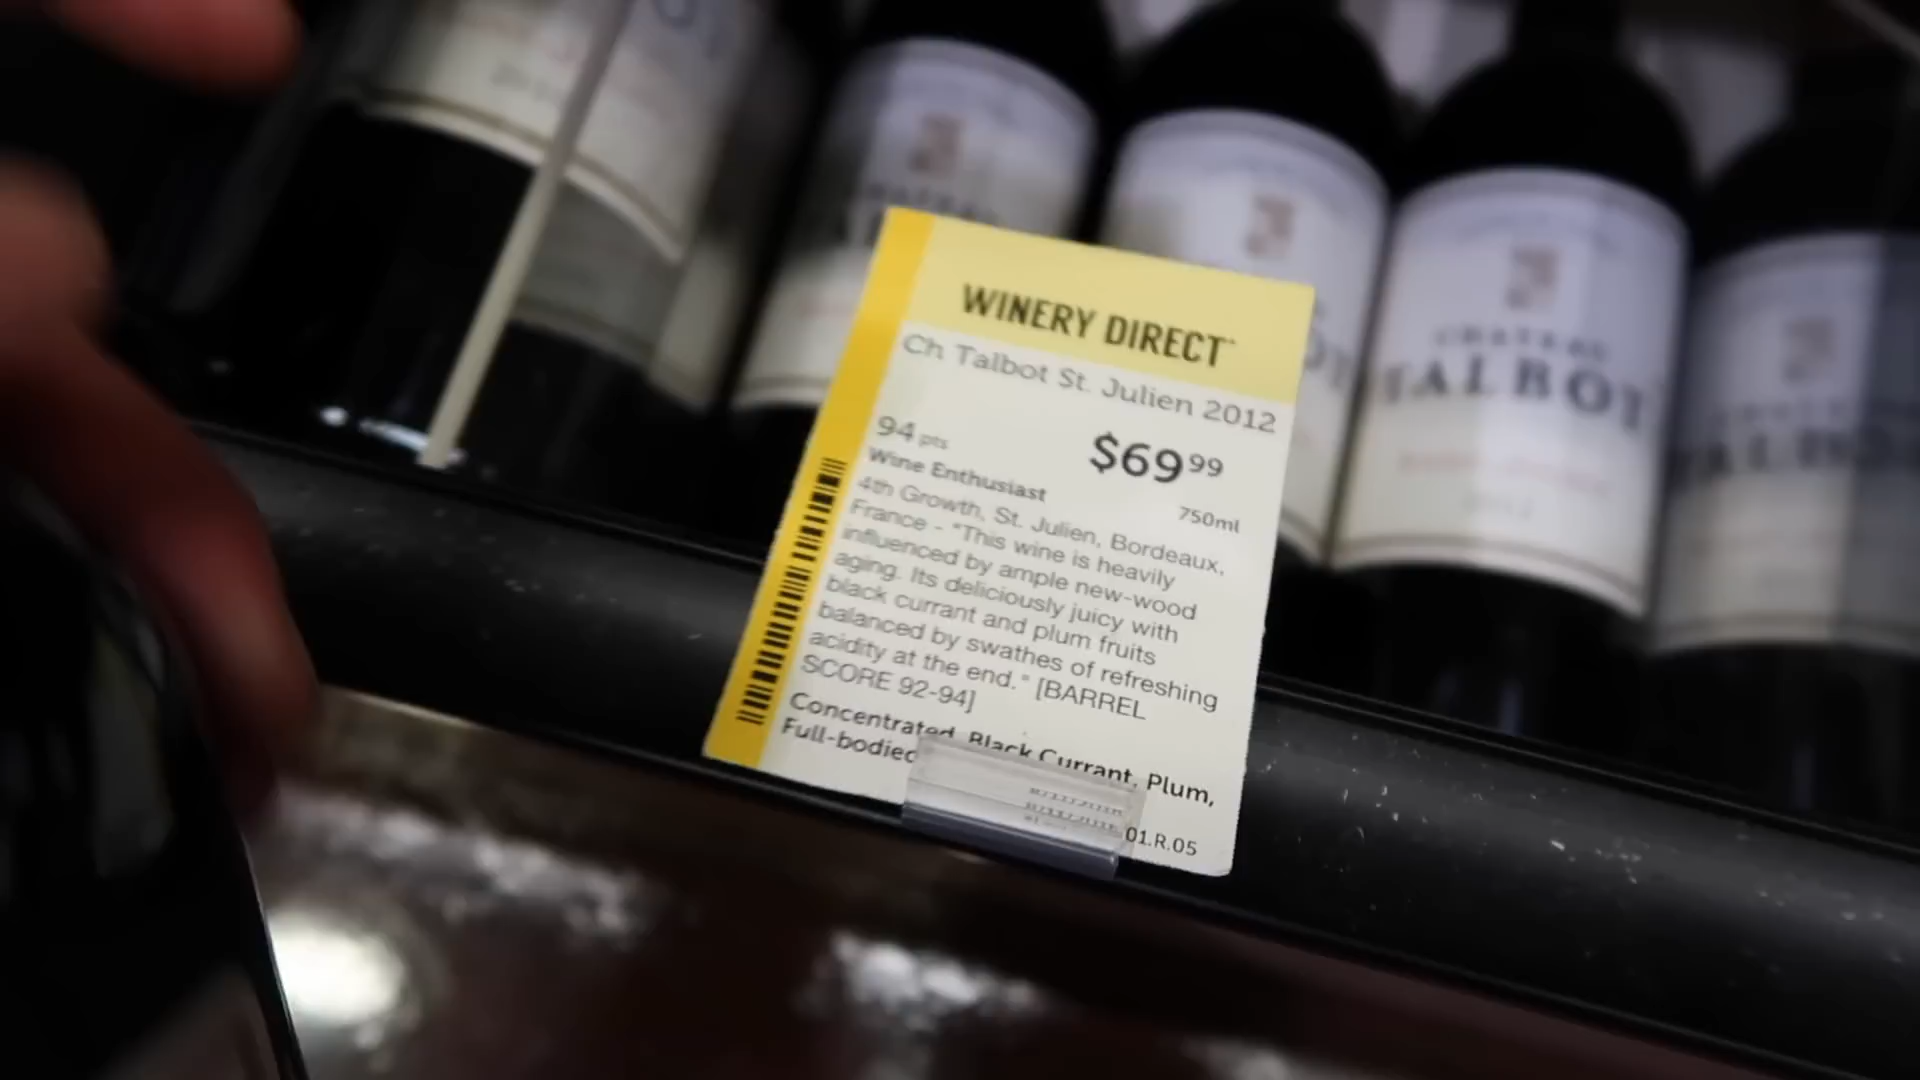 WINERY DIRECT
Ch Talbot St. Julien 2012
94 pts
$69 99
Wine Enthusiast
750ml
4th Growth, St. Julien, Bordeaux,
France - "This wine is heavily
influenced by ample new-wood
aging. Its deliciously juicy with
black currant and plum fruits
balanced by swathes of refreshing
acidity at the end." [BARREL
SCORE 92-94]
Concentrated, Black Currant, Plum,
Full-bodied
01.R.05
CHATEAU
TALBOT
TALBOT